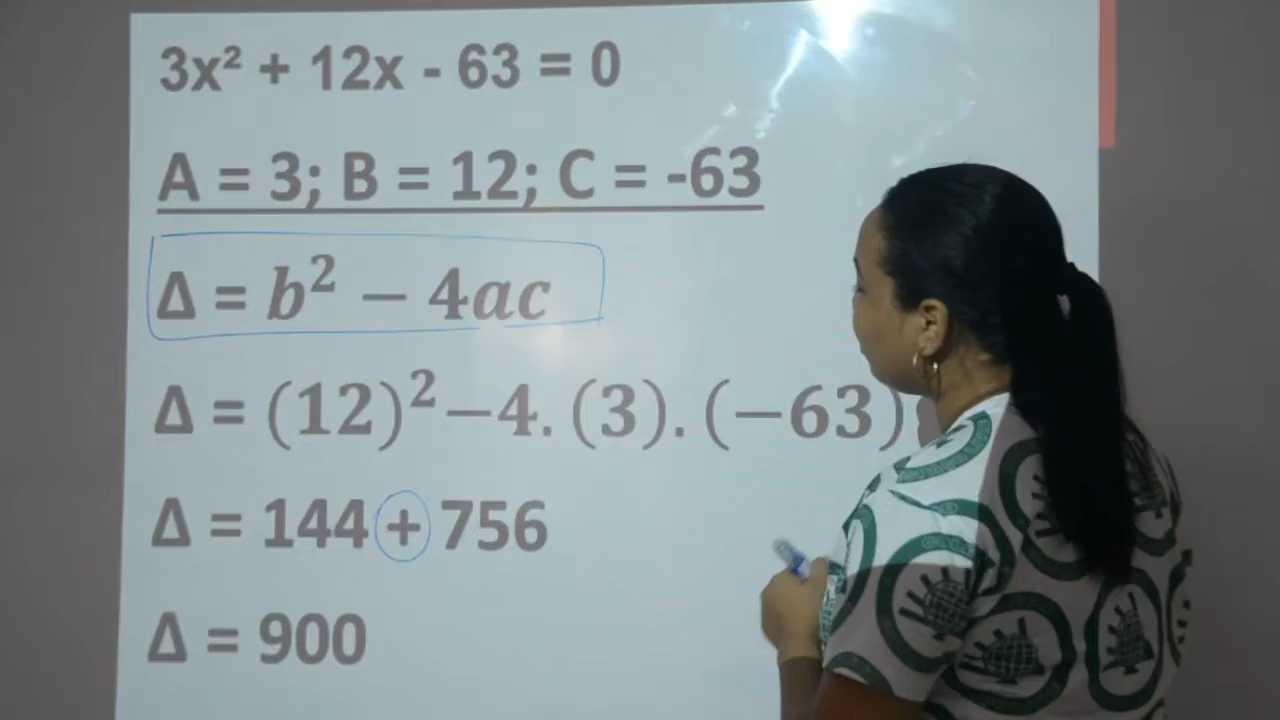 3x² + 12x - 63 = 0
A = 3; B = 12; C = -63
Δ = b² − 4ac
Δ = (12)²−4. (3). (−63)
Δ = 144 + 756
Δ = 900